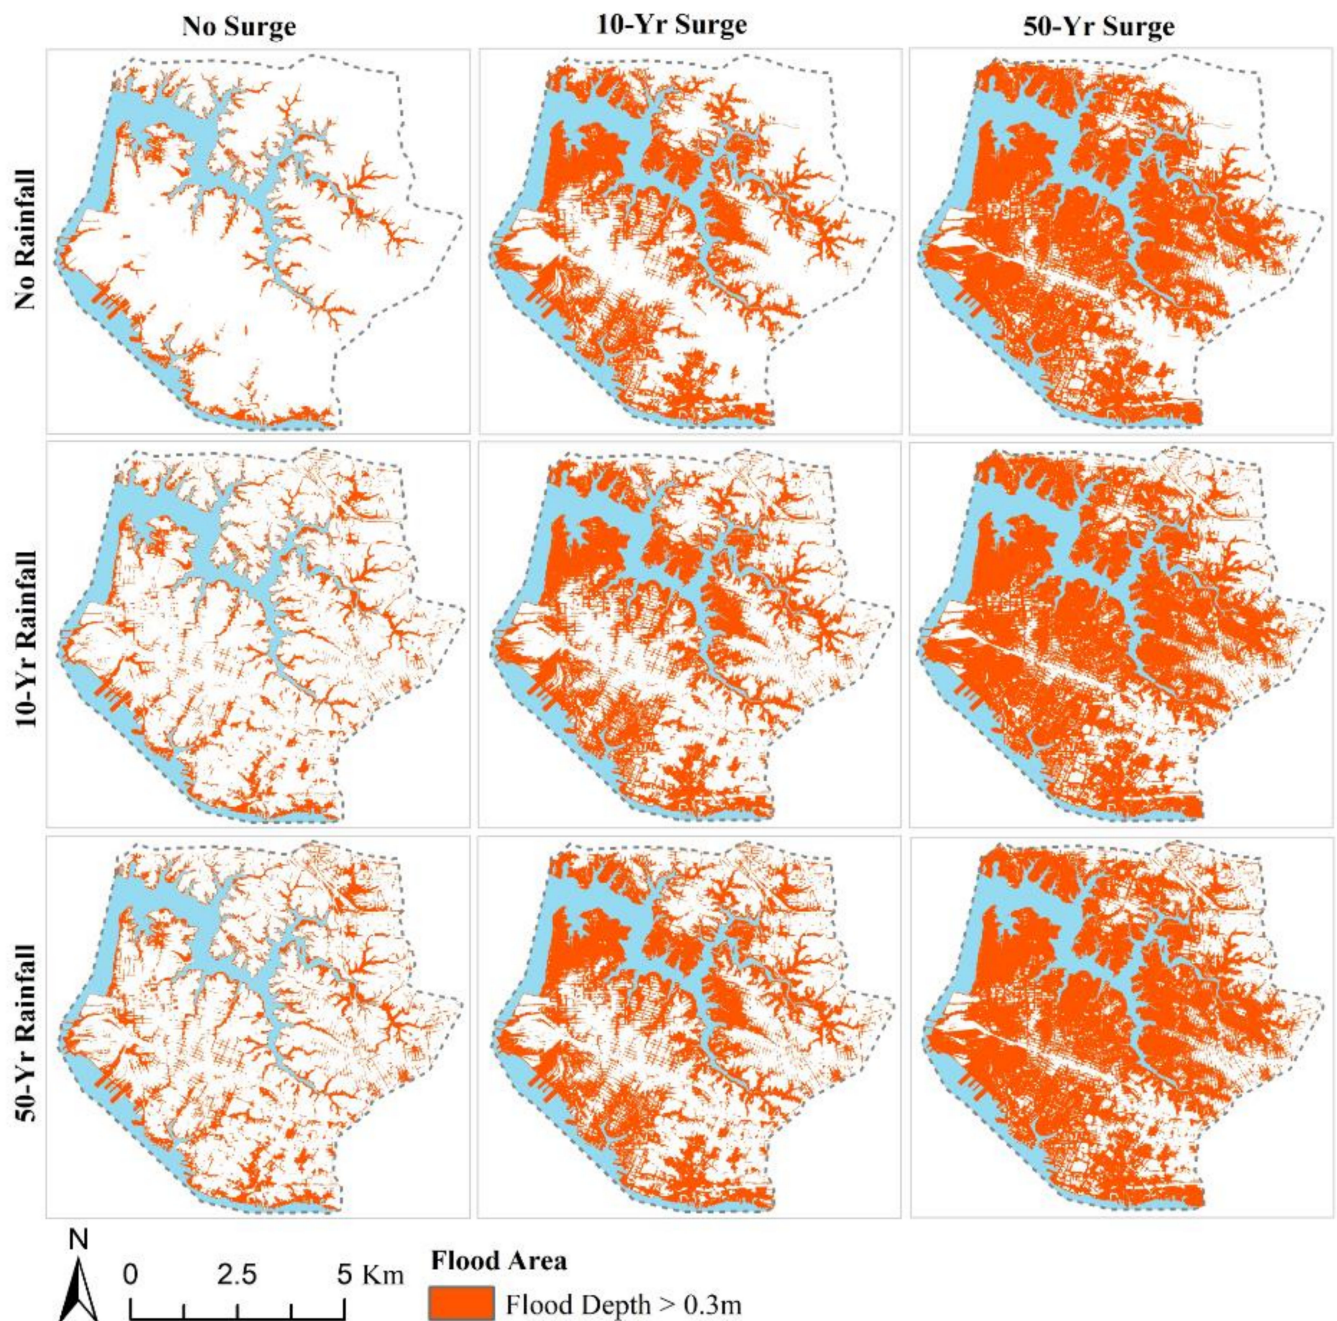 No Surge
10-Yr Surge
50-Yr Surge
No Rainfall
10-Yr Rainfall
50-Yr Rainfall
N
0 2.5 5 Km
Flood Area
Flood Depth > 0.3m